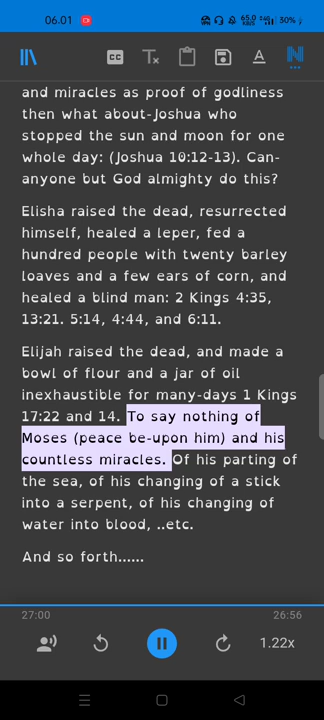 06.01
65.0
KB/s
30%
CC
A
N
and miracles as proof of godliness
then what about-Joshua who
stopped the sun and moon for one
whole day: (Joshua 10:12-13). Can-
anyone but God almighty do this?
Elisha raised the dead, resurrected
himself, healed a leper, fed a
hundred people with twenty barley
loaves and a few ears of corn, and
healed a blind man: 2 Kings 4:35,
13:21. 5:14, 4:44, and 6:11.
Elijah raised the dead, and made a
bowl of flour and a jar of oil
inexhaustible for many-days 1 Kings
17:22 and 14. To say nothing of
Moses (peace be-upon him) and his
countless miracles. Of his parting of
the sea, of his changing of a stick
into a serpent, of his changing of
water into blood, ..etc.
And so forth......
27:00
26:56
1.22x